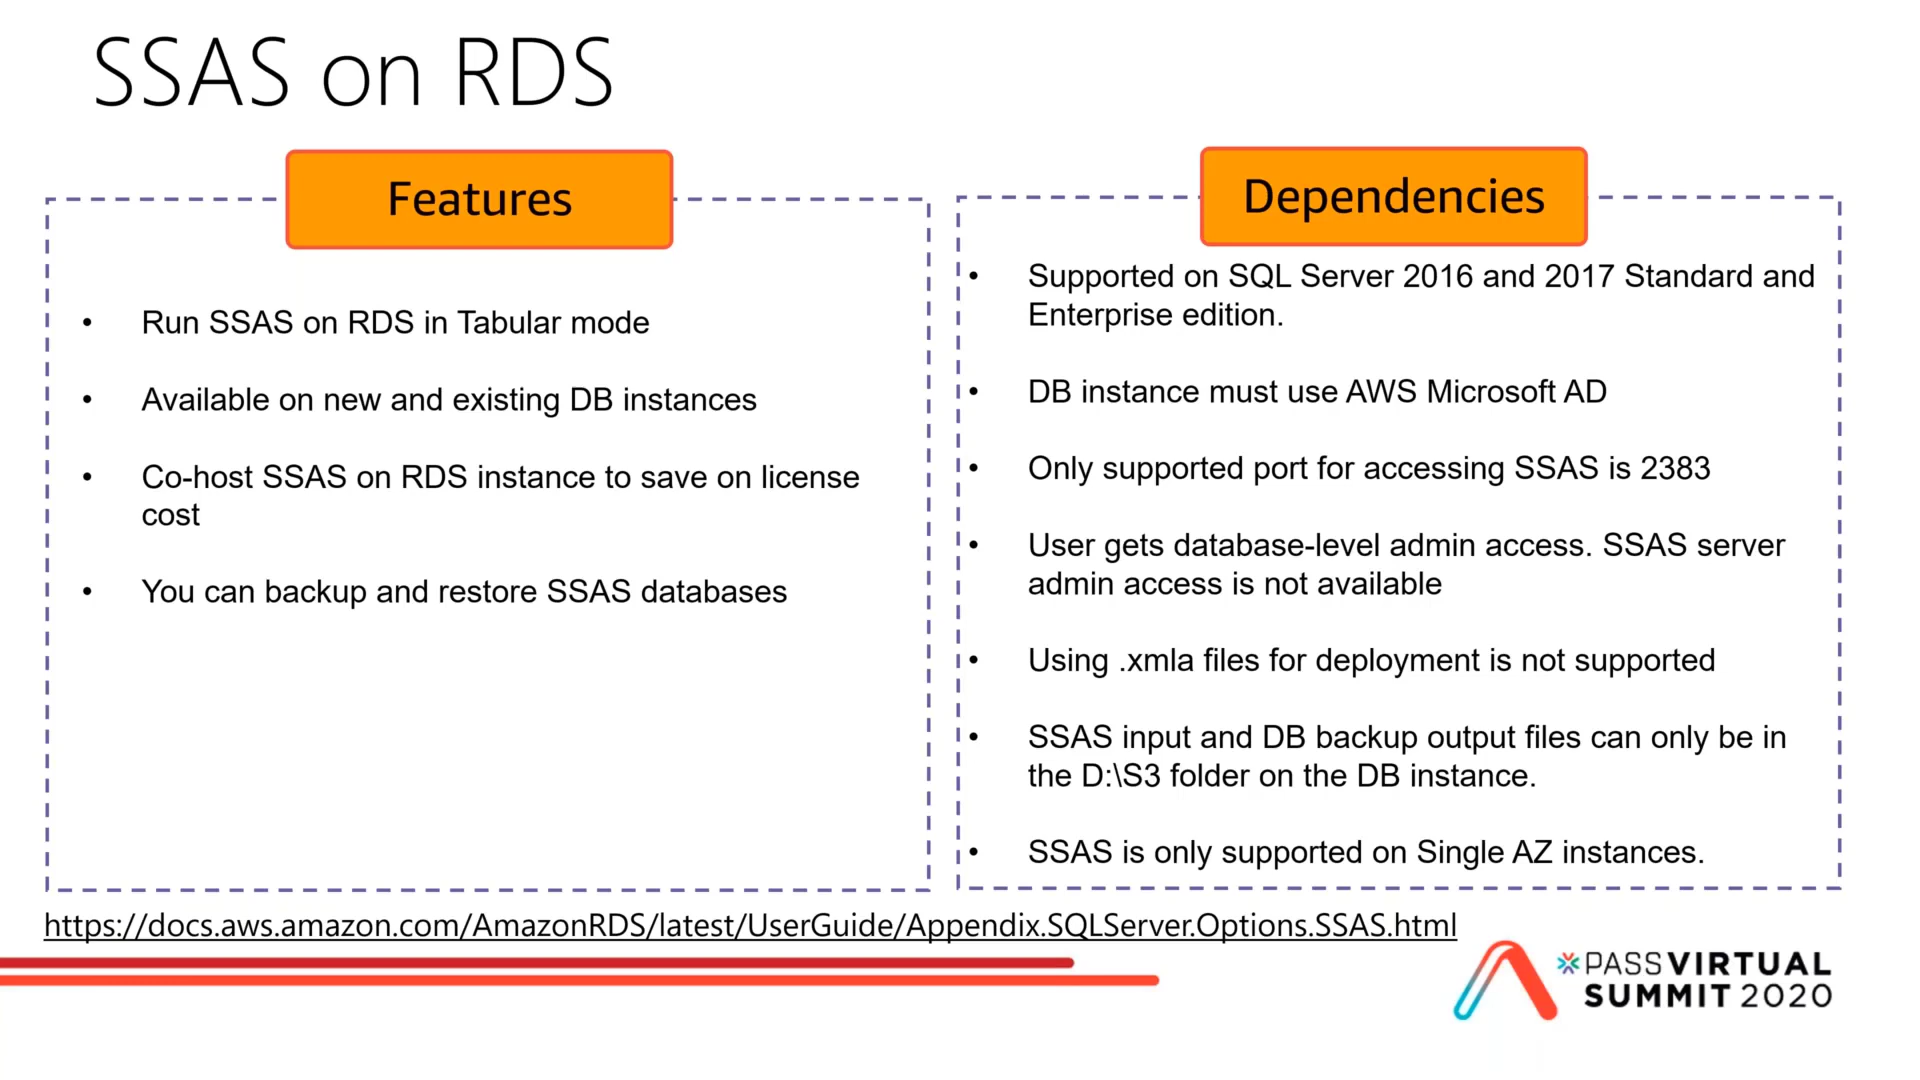 SSAS on RDS
Features
• Run SSAS on RDS in Tabular mode
• Available on new and existing DB instances
• Co-host SSAS on RDS instance to save on license
cost
• You can backup and restore SSAS databases
Dependencies
• Supported on SQL Server 2016 and 2017 Standard and
Enterprise edition.
• DB instance must use AWS Microsoft AD
• Only supported port for accessing SSAS is 2383
• User gets database-level admin access. SSAS server
admin access is not available
• Using .xmla files for deployment is not supported
• SSAS input and DB backup output files can only be in
the D:\S3 folder on the DB instance.
• SSAS is only supported on Single AZ instances.
https://docs.aws.amazon.com/AmazonRDS/latest/UserGuide/Appendix.SQLServer.Options.SSAS.html
PASS VIRTUAL
SUMMIT 2020